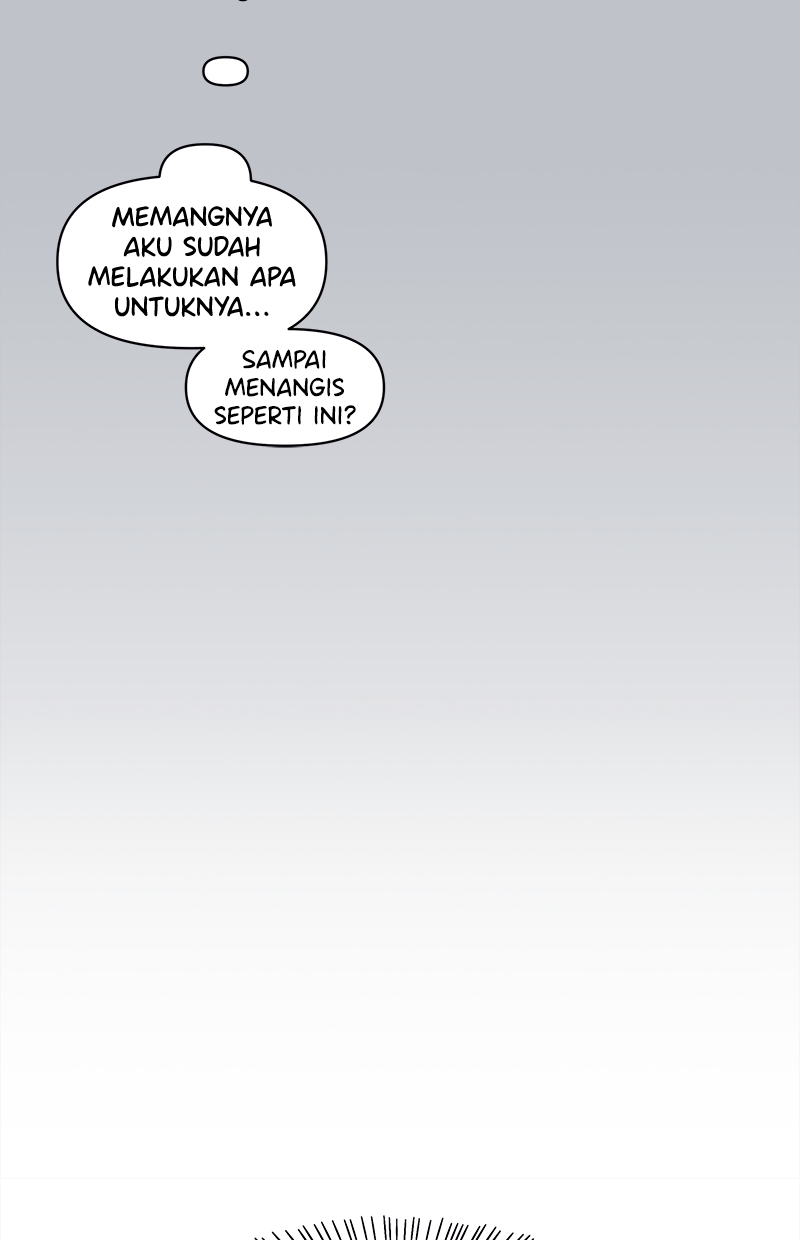 MEMANGNYA
AKU SUDAH
MELAKUKAN APA
UNTUKNYA...
SAMPAI
MENANGIS
SEPERTI INI?